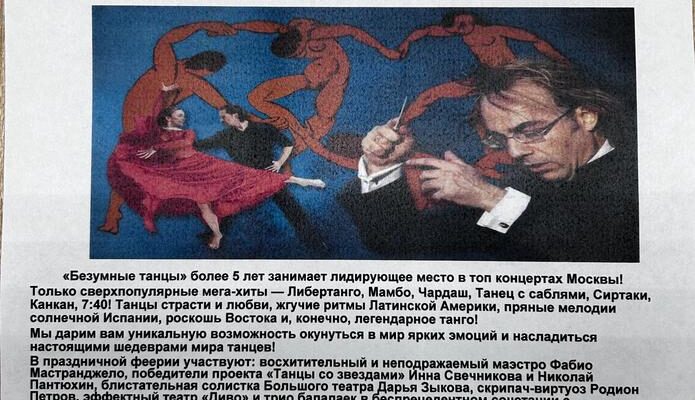 «Безумные танцы» более 5 лет занимает лидирующее место в топ концертах Москвы!
Только сверхпопулярные мега-хиты — Либертанго, Мамбо, Чардаш, Танец с саблями, Сиртаки,
Канкан, 7:40! Танцы страсти и любви, жгучие ритмы Латинской Америки, пряные мелодии
солнечной Испании, роскошь Востока и, конечно, легендарное танго!
Мы дарим вам уникальную возможность окунуться в мир ярких эмоций и насладиться
настоящими шедеврами мира танцев!
В праздничной феерии участвуют: восхитительный и неподражаемый маэстро Фабио
Мастранджело, победители проекта «Танцы со звездами» Инна Свечникова и Николай
Пантюхин, блистательная солистка Большого театра Дарья Зыкова, скрипач-виртуоз Родион
Петров, эффектный театр «Диво» и трио балалаек в беспрецедентном сочетании с